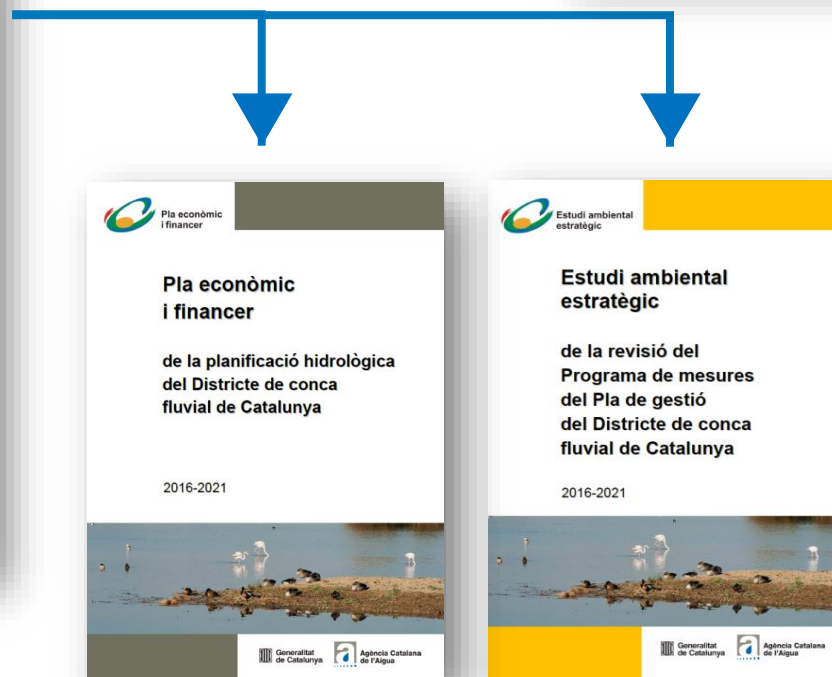 Pla econòmic
i financer
Pla econòmic
i financer
de la planificació hidrològica
del Districte de conca
fluvial de Catalunya
2016-2021
Generalitat
de Catalunya
Agència Catalana
de l'Aigua
Estudi ambiental
estratègic
Estudi ambiental
estratègic
de la revisió del
Programa de mesures
del Pla de gestió
del Districte de conca
fluvial de Catalunya
2016-2021
Generalitat
de Catalunya
Agència Catalana
de l'Aigua